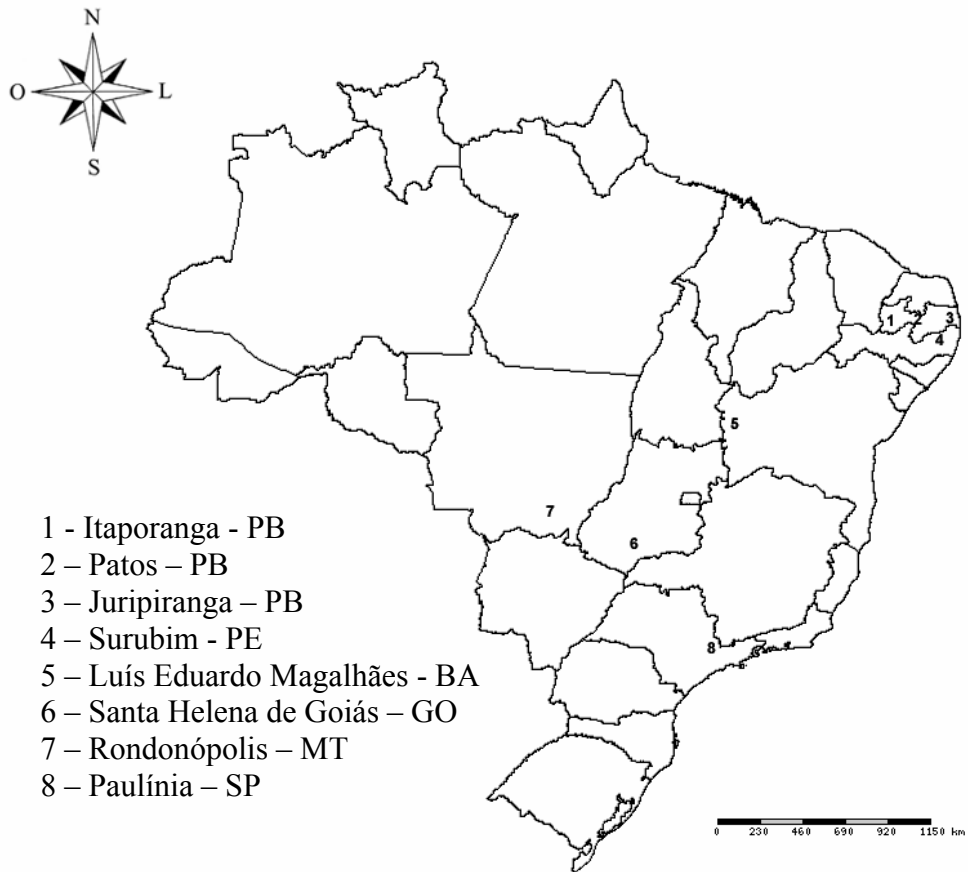 N
O L
S
1 2 3
4
5
7
6
8
1 - Itaporanga - PB
2 – Patos – PB
3 – Juripiranga – PB
4 – Surubim - PE
5 – Luís Eduardo Magalhães - BA
6 – Santa Helena de Goiás – GO
7 – Rondonópolis – MT
8 – Paulínia – SP
0 230 460 690 920 1150 km